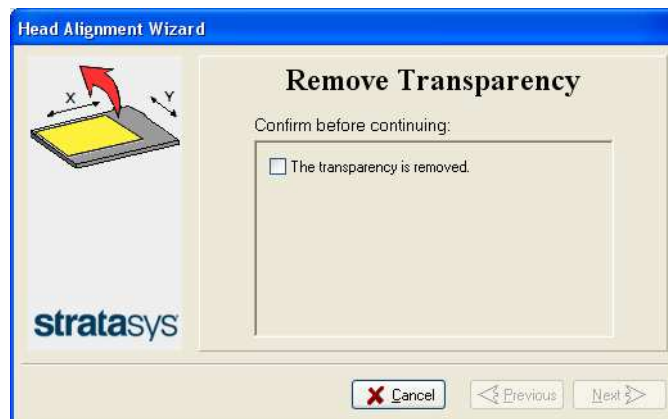 Head Alignment Wizard
X
Y
Remove Transparency
Confirm before continuing:
The transparency is removed.
stratasys
Cancel
Previous
Next